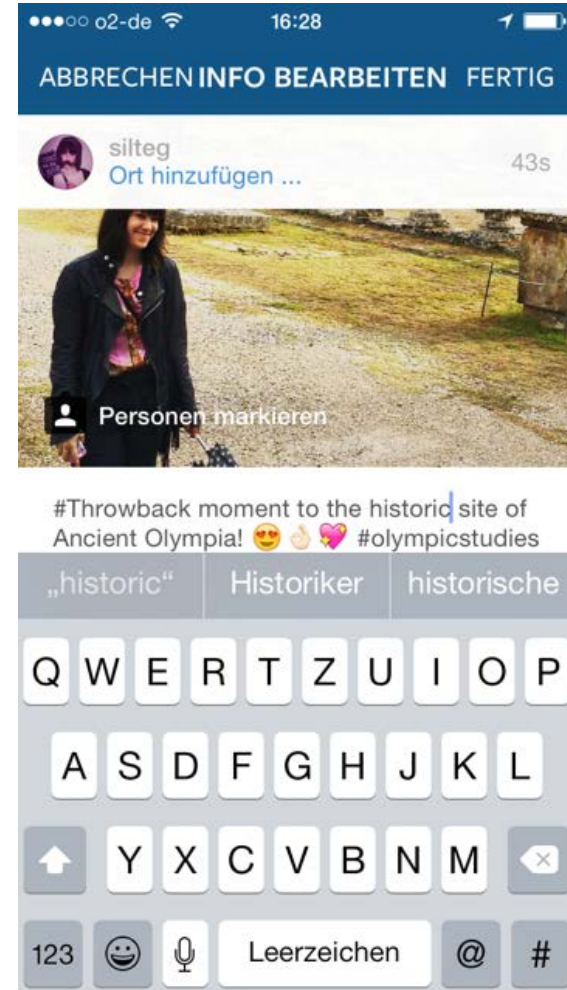 ●●●○○ o2-de 16:28
ABBRECHEN INFO BEARBEITEN FERTIG
silteg 43s
Ort hinzufügen ...
Personen markieren
#Throwback moment to the historic site of
Ancient Olympia! 😍👌🏻💖 #olympicstudies
„historic“ Historiker historische
Q W E R T Z U I O P
A S D F G H J K L
Y X C V B N M
123 Leerzeichen @ #